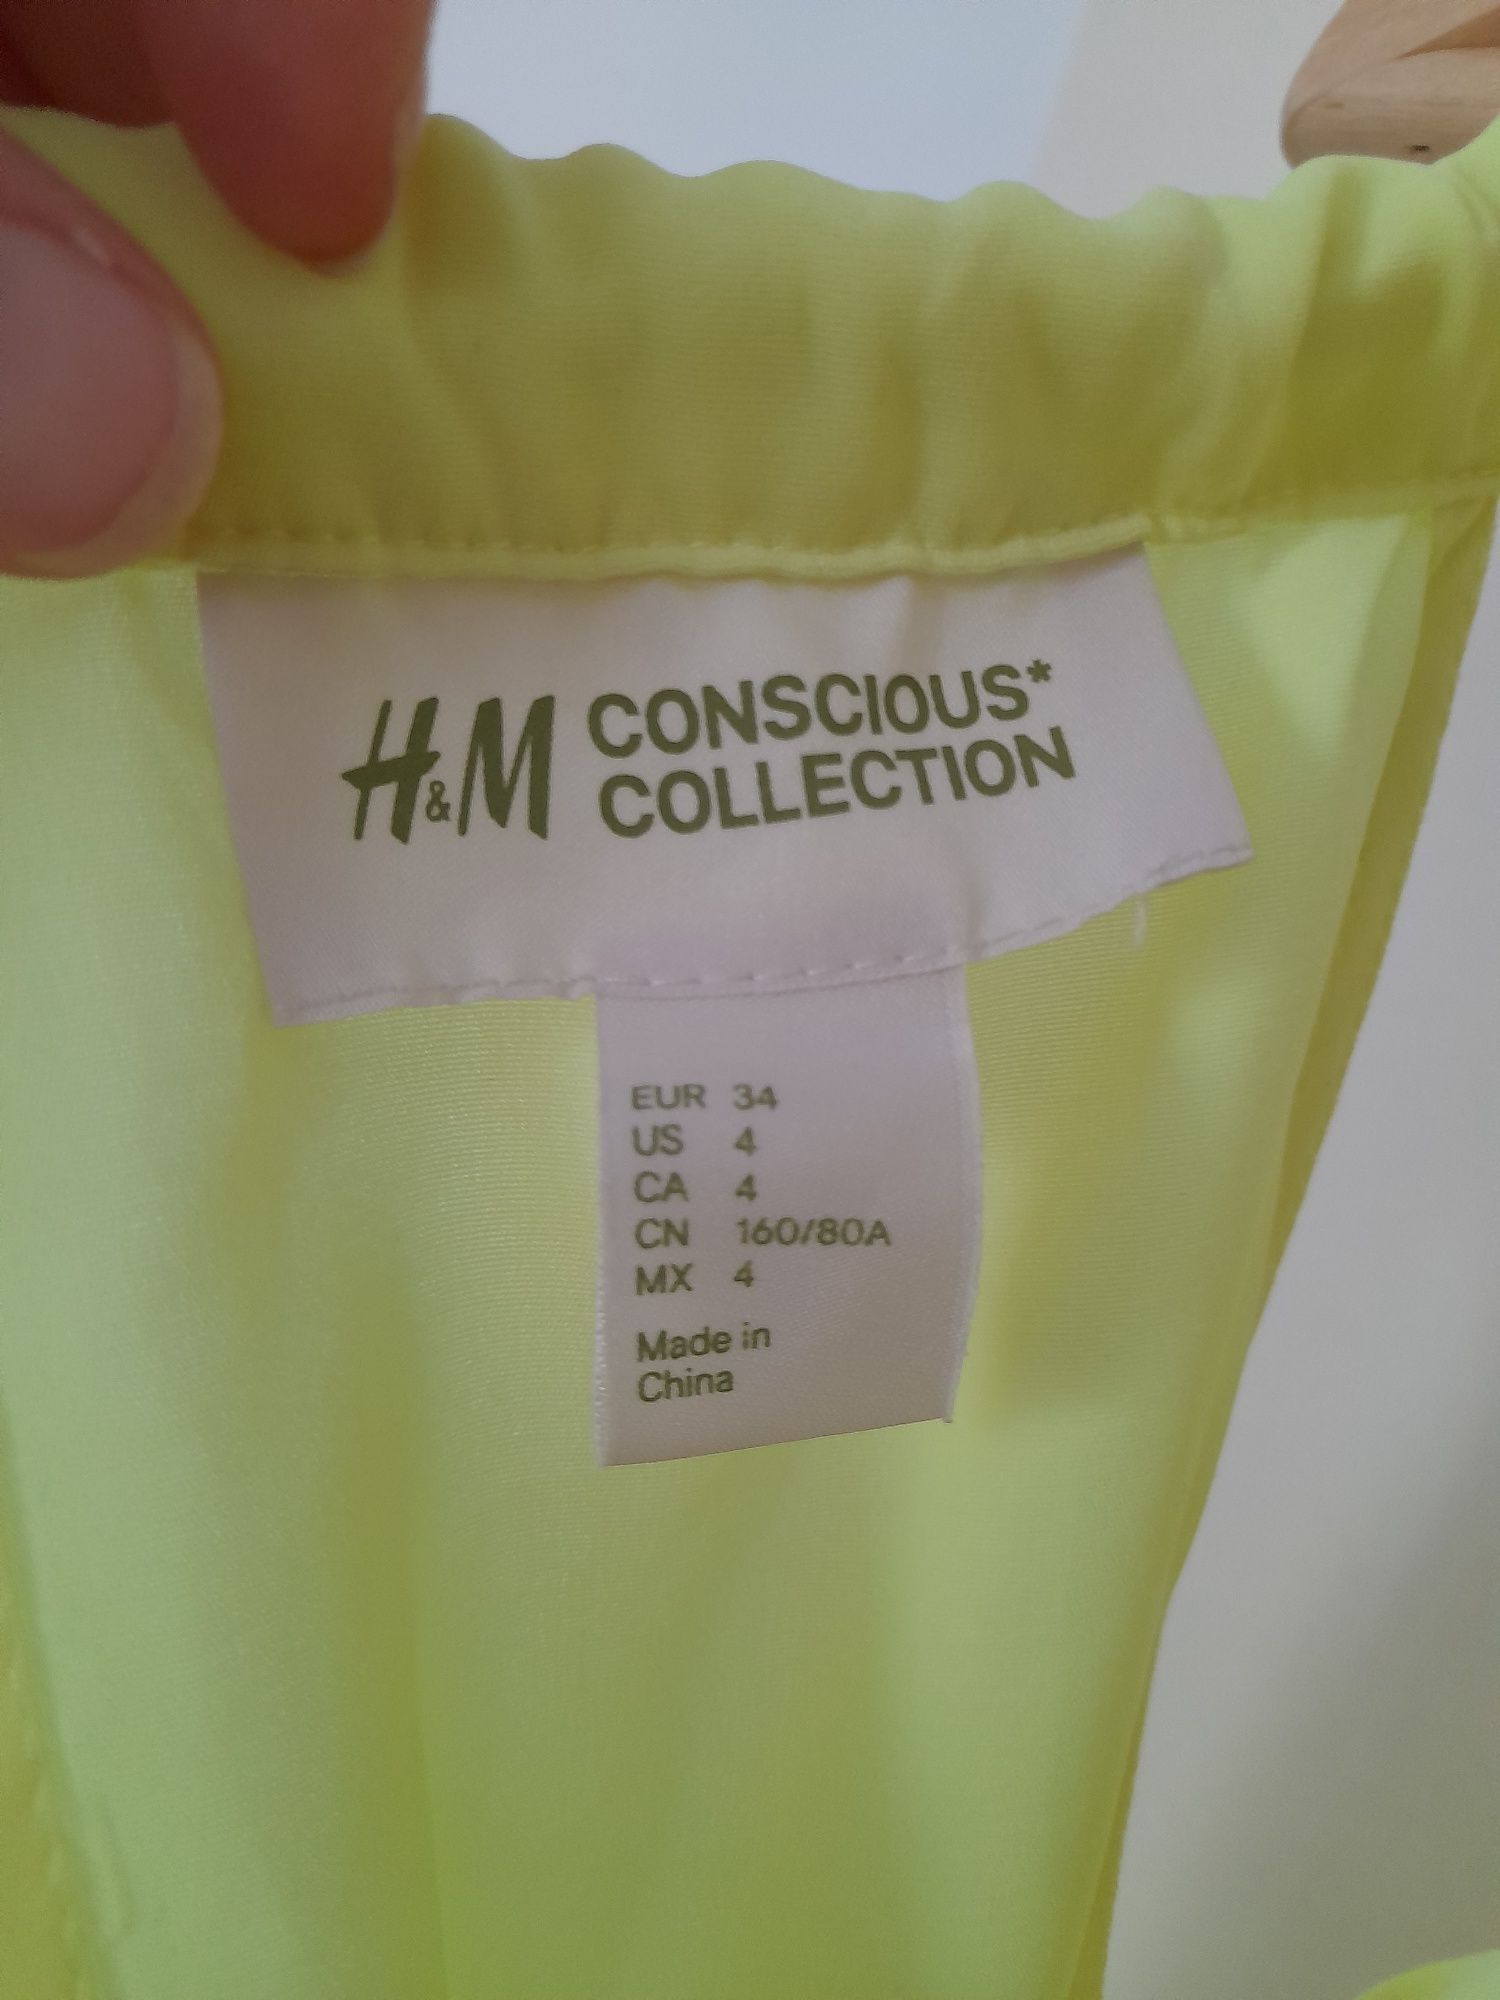 H&M CONSCIOUS*
COLLECTION
EUR 34
US 4
CA 4
CN 160/80A
MX 4
Made in
China